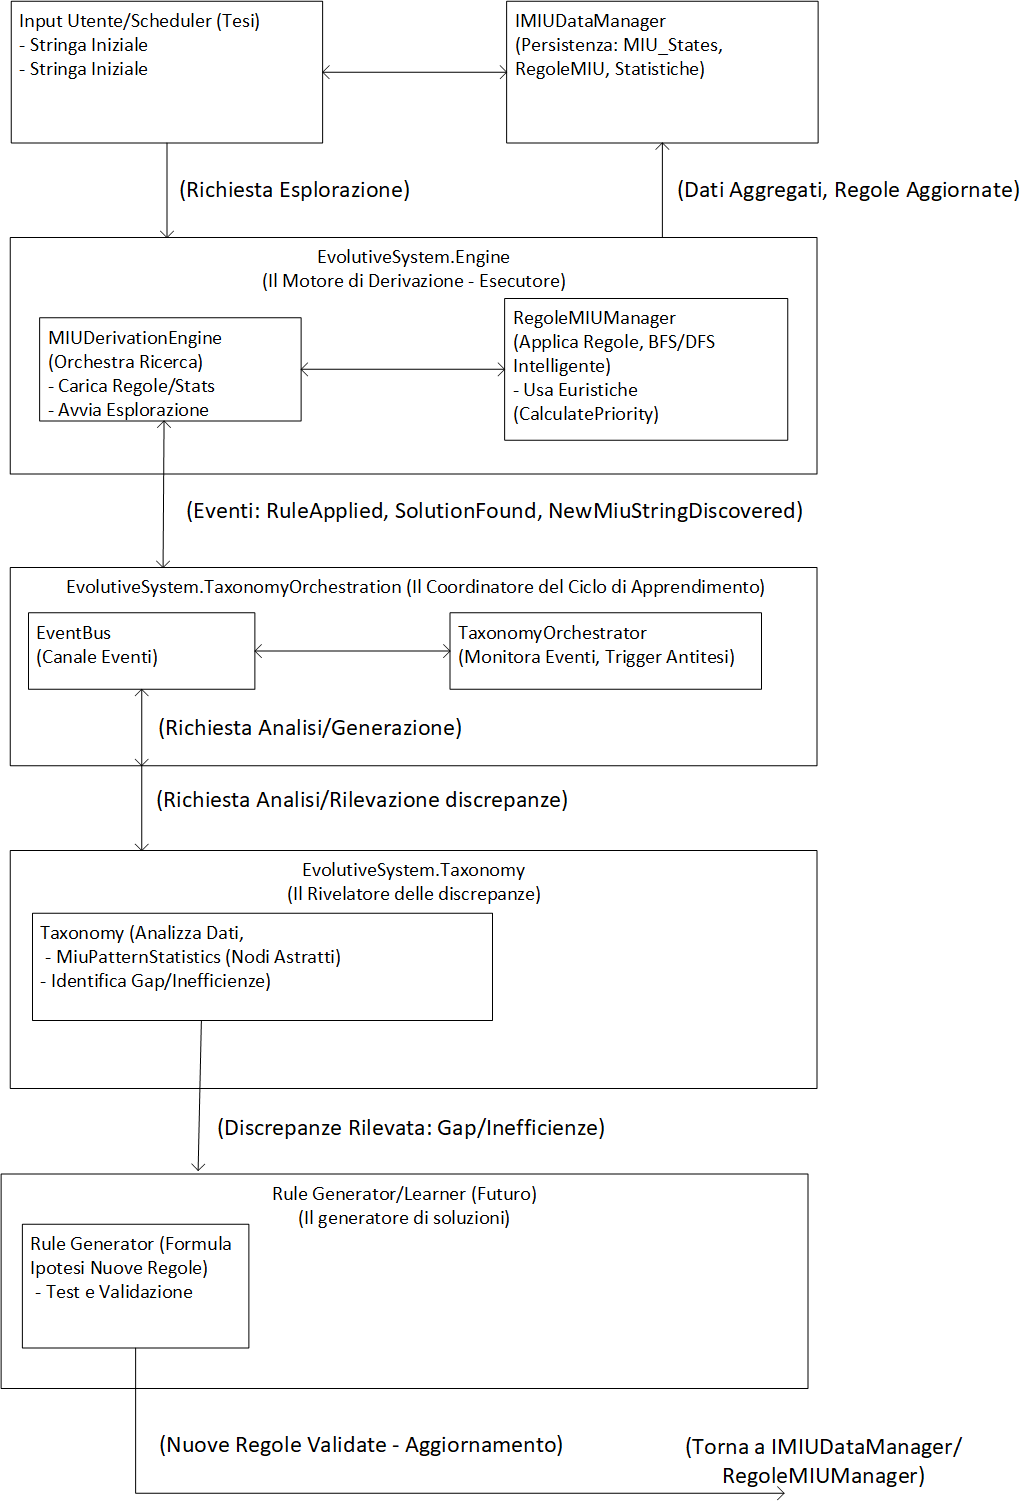 Input Utente/Scheduler (Tesi)
- Stringa Iniziale
- Stringa Iniziale
IMIUDataManager
(Persistenza: MIU_States,
RegoleMIU, Statistiche)
(Richiesta Esplorazione)
(Dati Aggregati, Regole Aggiornate)
EvolutiveSystem.Engine
(Il Motore di Derivazione - Esecutore)
MIUDerivationEngine
(Orchestra Ricerca)
- Carica Regole/Stats
- Avvia Esplorazione
RegoleMIUManager
(Applica Regole, BFS/DFS
Intelligente)
- Usa Euristiche
(CalculatePriority)
(Eventi: RuleApplied, SolutionFound, NewMiuStringDiscovered)
EvolutiveSystem.TaxonomyOrchestration (Il Coordinatore del Ciclo di Apprendimento)
EventBus
(Canale Eventi)
TaxonomyOrchestrator
(Monitora Eventi, Trigger Antitesi)
(Richiesta Analisi/Generazione)
(Richiesta Analisi/Rilevazione discrepanze)
EvolutiveSystem.Taxonomy
(Il Rivelatore delle discrepanze)
Taxonomy (Analizza Dati,
- MiuPatternStatistics (Nodi Astratti)
- Identifica Gap/Inefficienze)
(Discrepanze Rilevata: Gap/Inefficienze)
Rule Generator/Learner (Futuro)
(Il generatore di soluzioni)
Rule Generator (Formula
Ipotesi Nuove Regole)
- Test e Validazione
(Nuove Regole Validate - Aggiornamento)
(Torna a IMIUDataManager/
RegoleMIUManager)